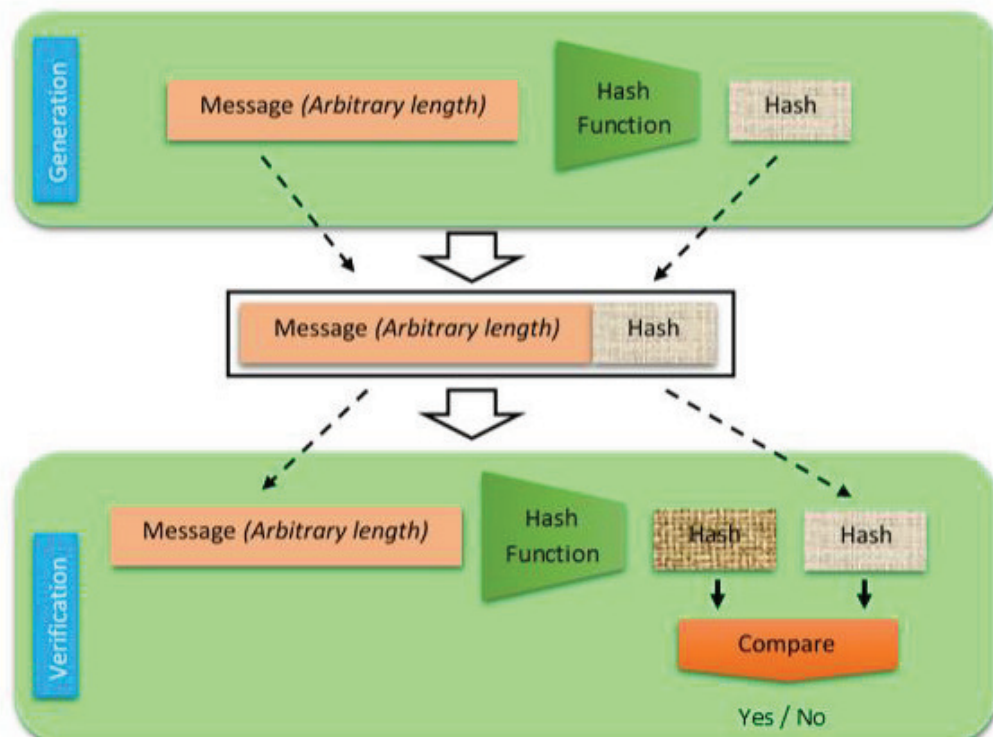 Generation
Message (Arbitrary length)
Hash
Function
Hash
Message (Arbitrary length)
Hash
Verification
Message (Arbitrary length)
Hash
Function
Hash
Hash
Compare
Yes / No